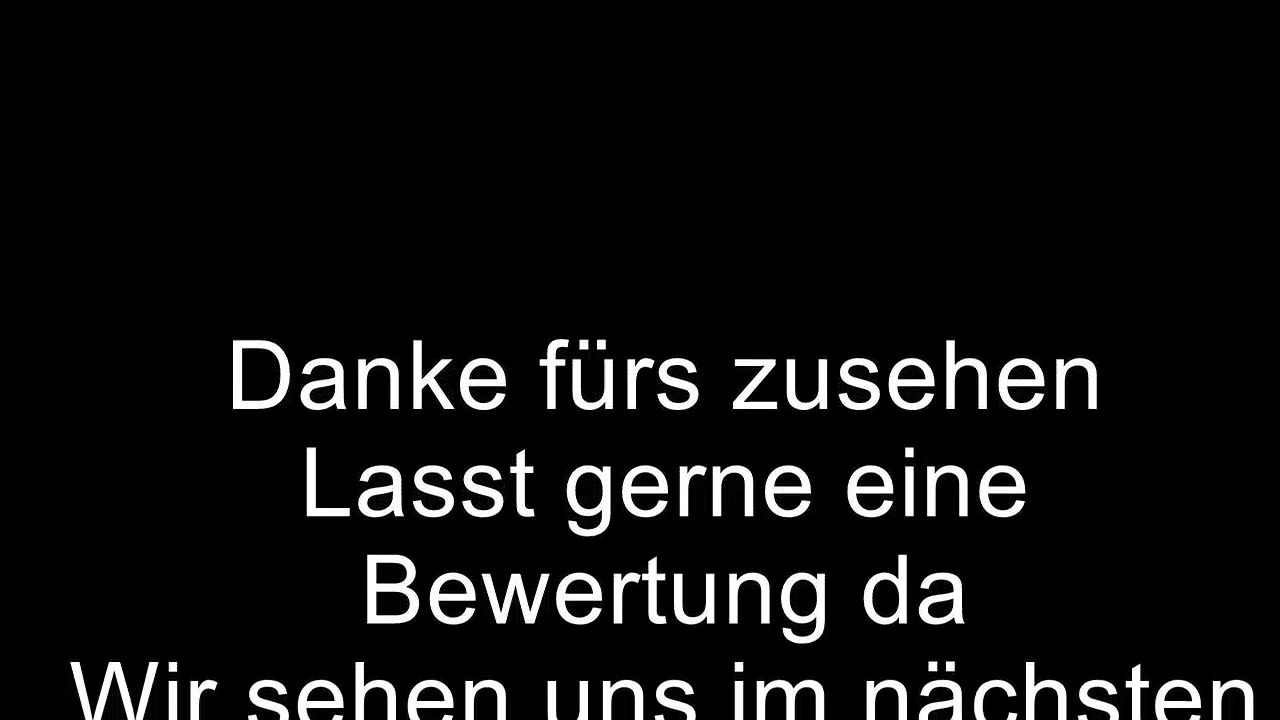 Danke fürs zusehen
Lasst gerne eine
Bewertung da
Wir sehen uns im nächsten